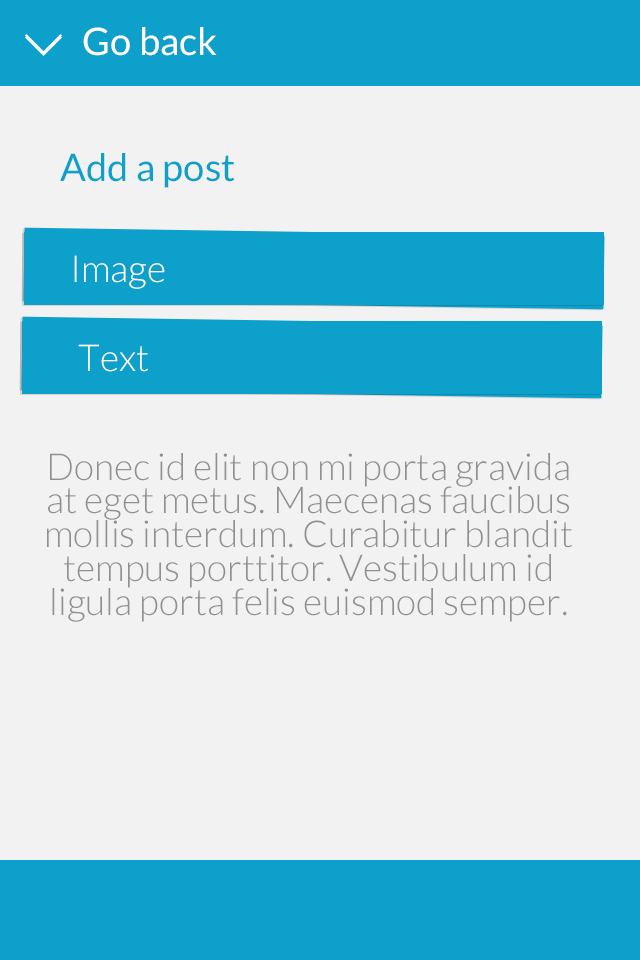 Go back
Add a post
Image
Text
Donec id elit non mi porta gravida
at eget metus. Maecenas faucibus
mollis interdum. Curabitur blandit
tempus porttitor. Vestibulum id
ligula porta felis euismod semper.